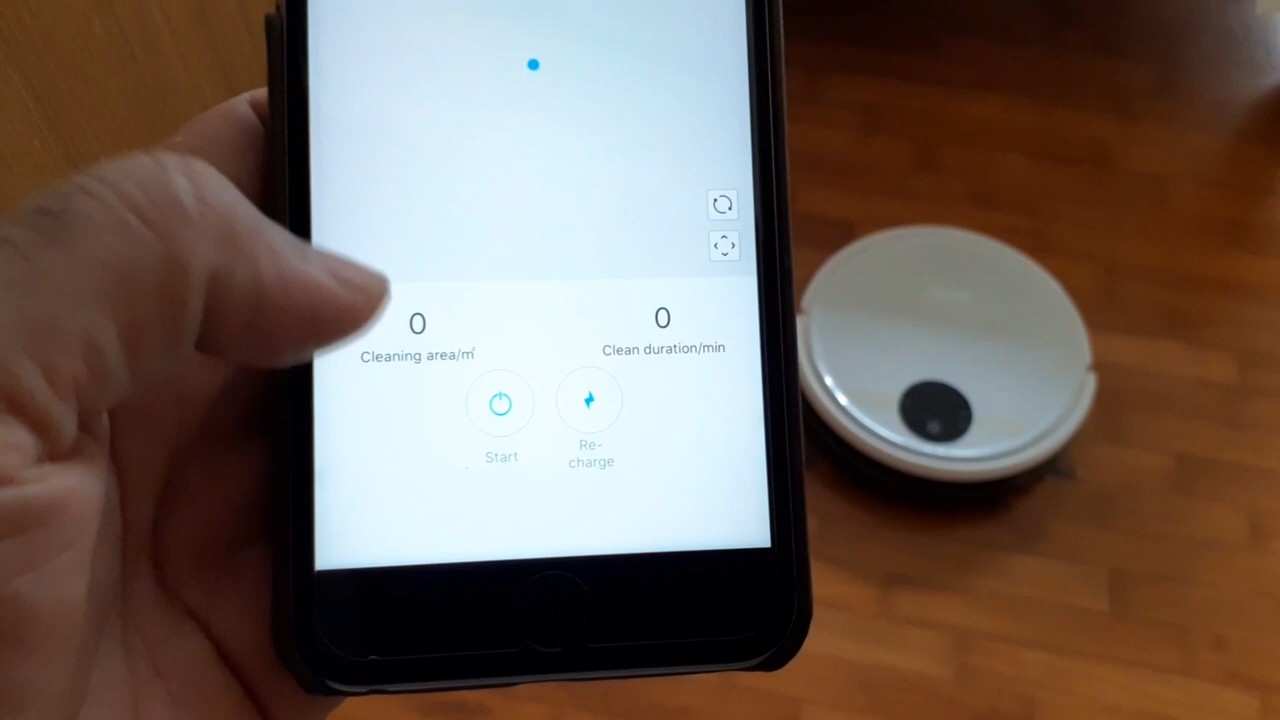 0
0
Cleaning area/㎡
Clean duration/min
Start
Re-
charge